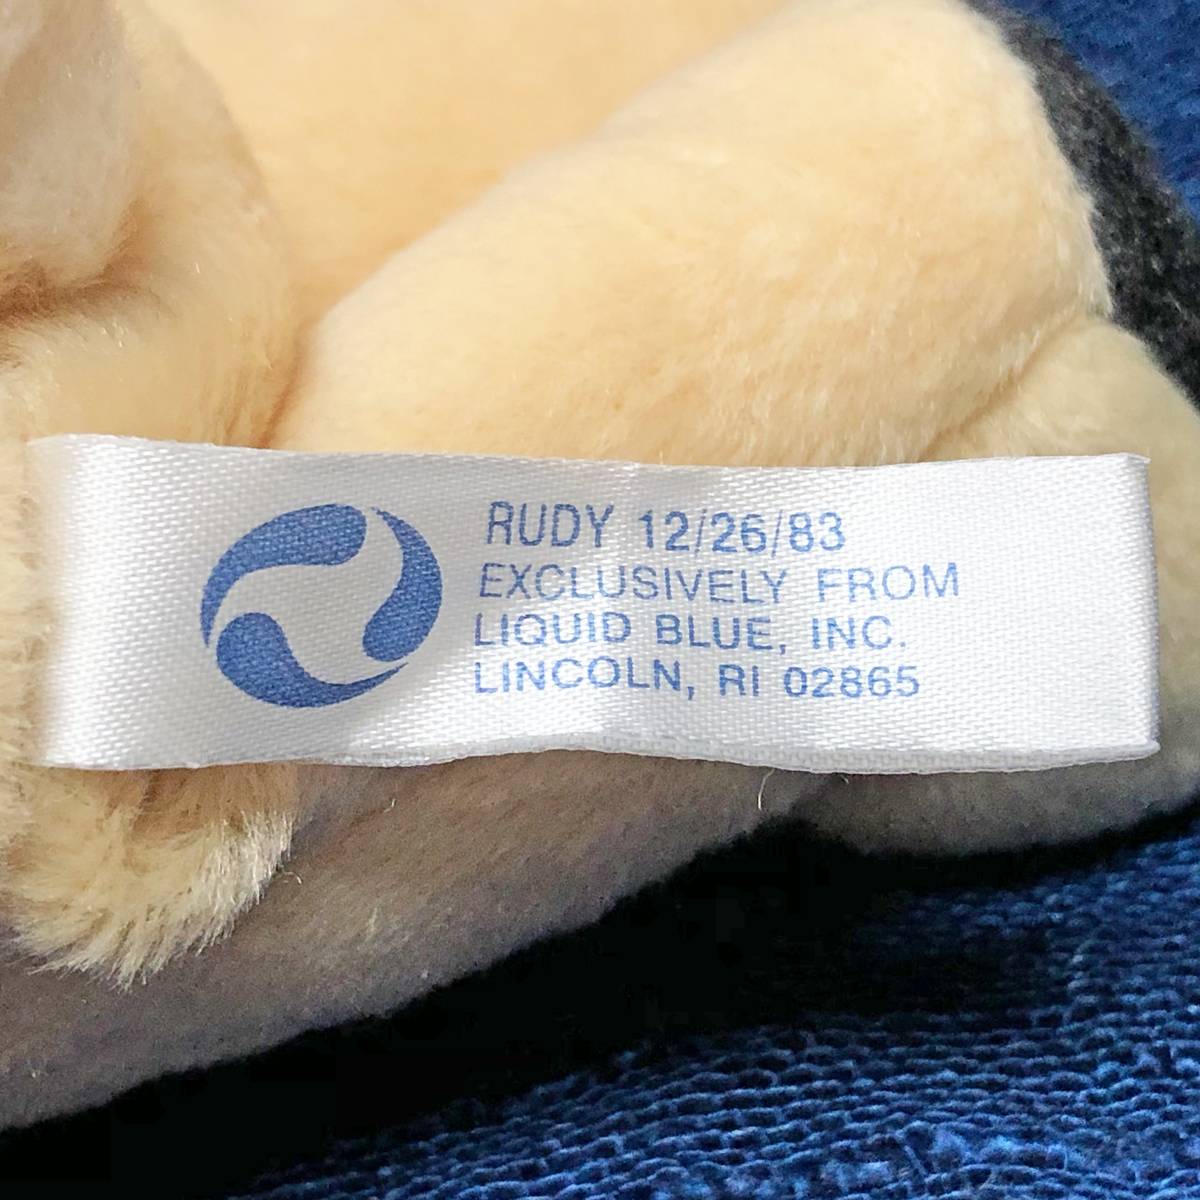 RUDY 12/26/83
EXCLUSIVELY FROM
LIQUID BLUE, INC.
LINCOLN, RI 02865